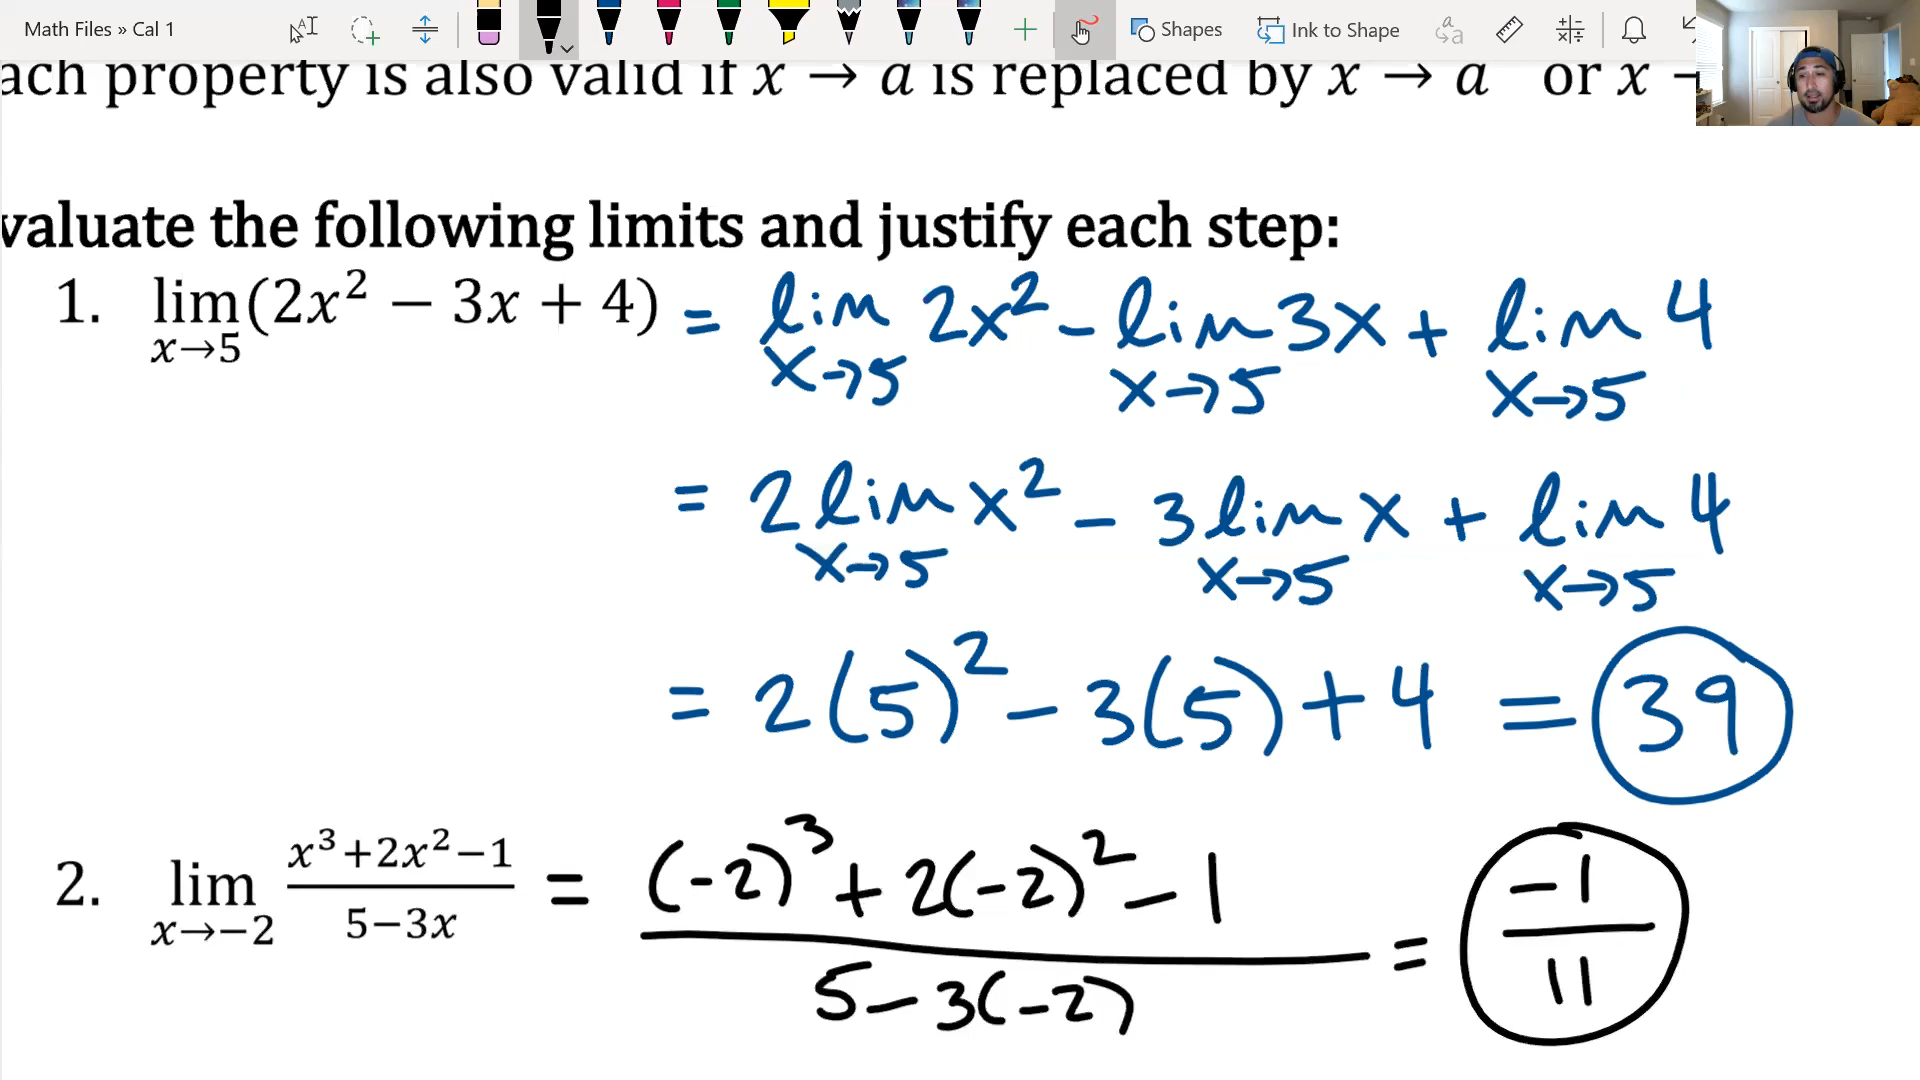 Math Files » Cal 1
Shapes
Ink to Shape
ach property is also valid if x → a is replaced by x → a or x
valuate the following limits and justify each step:
1. lim x→5 (2x² − 3x + 4) = lim x→5 2x² − lim x→5 3x + lim x→5 4
= 2 lim x→5 x² − 3 lim x→5 x + lim x→5 4
= 2(5)² − 3(5) + 4 = 39
2. lim x→−2 (x³+2x²−1)/(5−3x) = ((-2)³ + 2(-2)² − 1)/(5 − 3(-2)) = -1/11